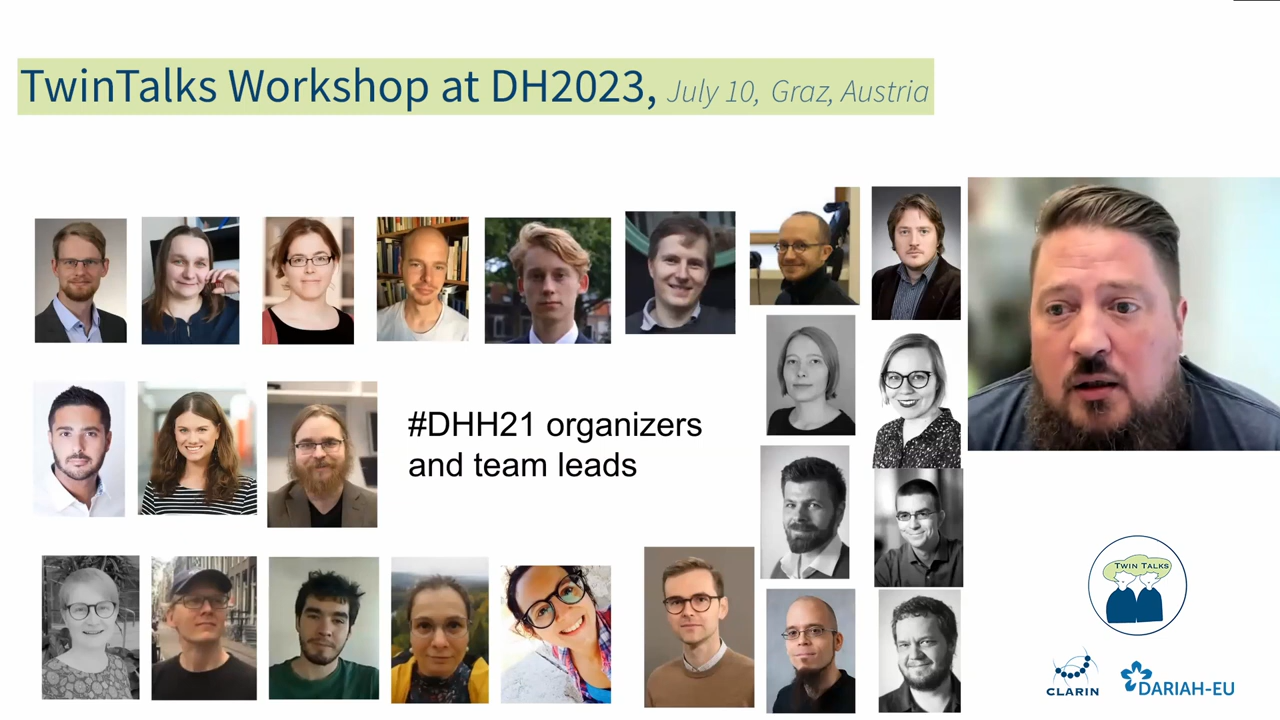 TwinTalks Workshop at DH2023, July 10, Graz, Austria
#DHH21 organizers
and team leads
TWIN TALKS
CLARIN
DARIAH-EU